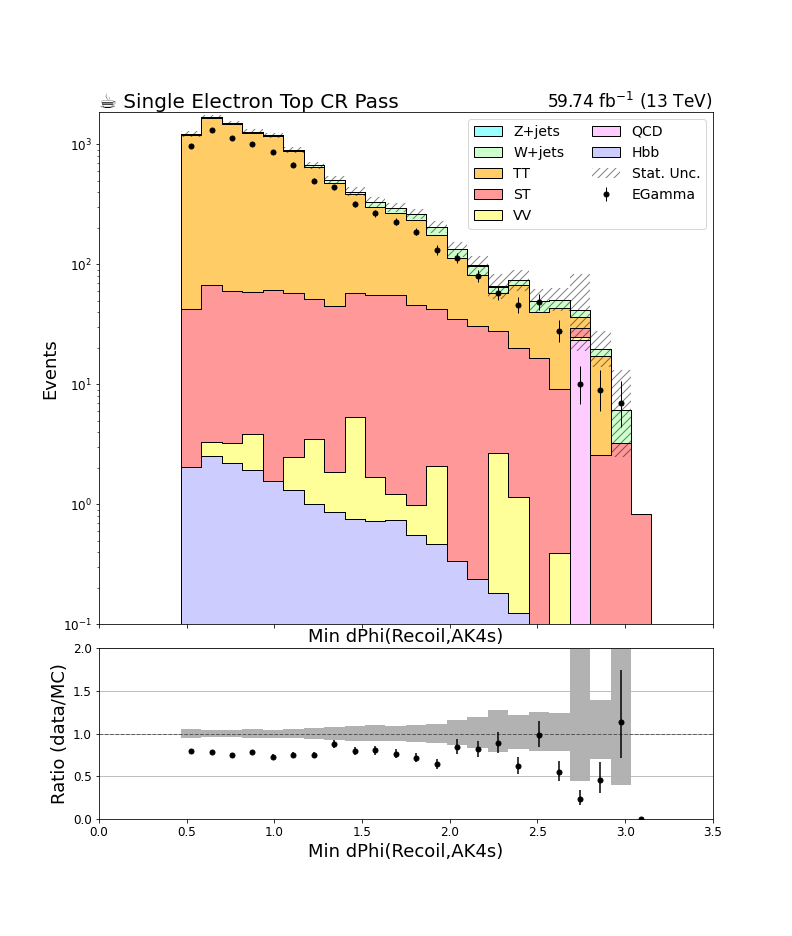 ☕ Single Electron Top CR Pass
59.74 fb⁻¹ (13 TeV)
Z+jets
W+jets
TT
ST
VV
QCD
Hbb
Stat. Unc.
EGamma
Events
10³
10²
10¹
10⁰
10⁻¹
Min dPhi(Recoil,AK4s)
Ratio (data/MC)
2.0
1.5
1.0
0.5
0.0
0.0 0.5 1.0 1.5 2.0 2.5 3.0 3.5
Min dPhi(Recoil,AK4s)